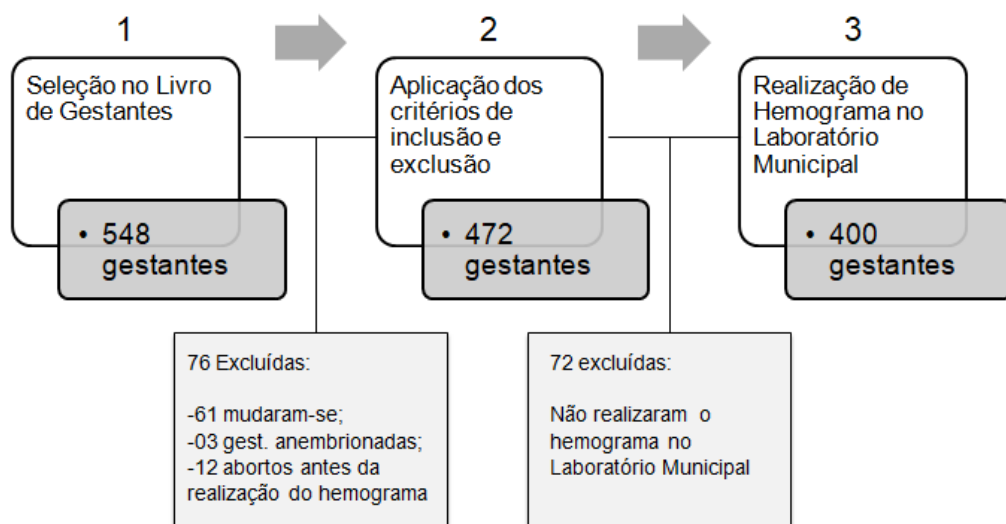 1
Seleção no Livro
de Gestantes
• 548
gestantes
2
Aplicação dos
critérios de
inclusão e
exclusão
• 472
gestantes
3
Realização de
Hemograma no
Laboratório
Municipal
• 400
gestantes
76 Excluídas:
-61 mudaram-se;
-03 gest. anembrionadas;
-12 abortos antes da
realização do hemograma
72 excluídas:
Não realizaram o
hemograma no
Laboratório Municipal